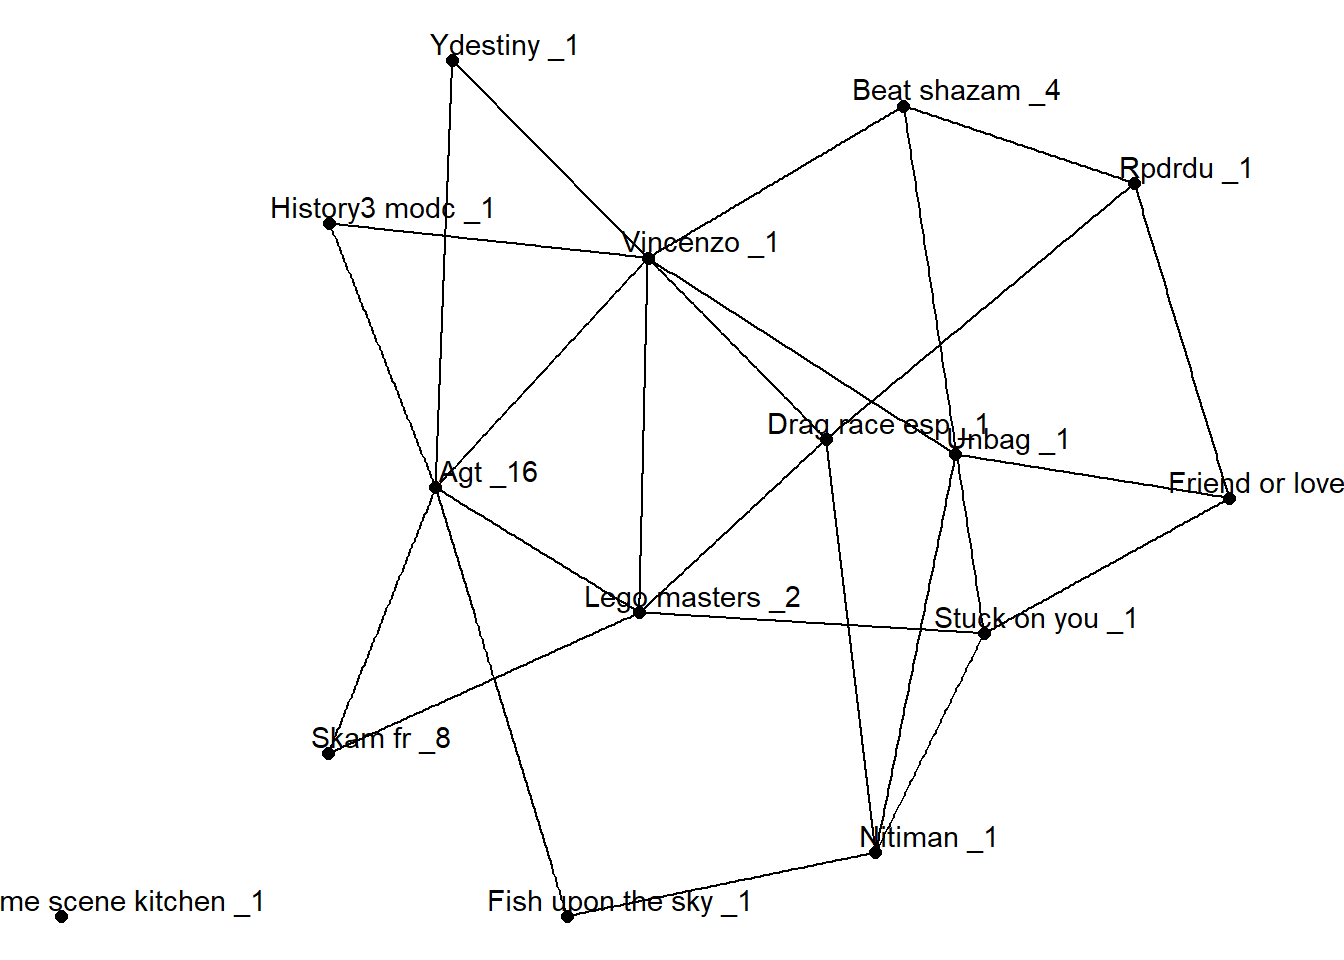 Ydestiny _1
Beat shazam _4
Rpdrdu _1
History3 modc _1
Vincenzo _1
Drag race esp _1
Unbag _1
Agt _16
Friend or love
Lego masters _2
Stuck on you _1
Skam fr _8
Nitiman _1
me scene kitchen _1
Fish upon the sky _1